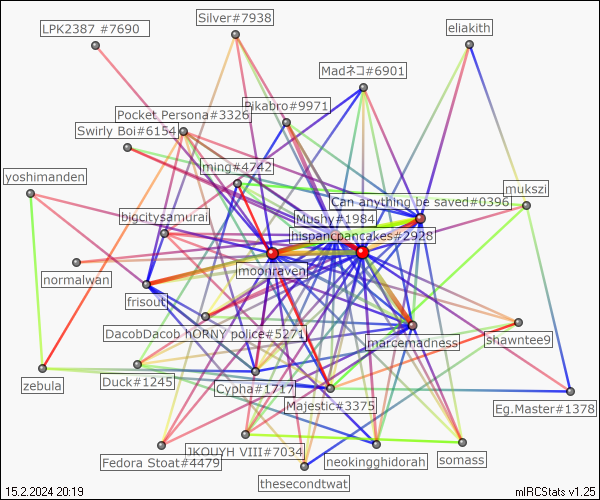 Silver#7938
LPK2387 #7690
eliakith
Madネコ#6901
Pikabro#9971
Pocket Persona#3326
Swirly Boi#6154
ming#4742
yoshimanden
mukszi
Can anything be saved#0396
bigcitysamurai
Mushy#1984
hispancpancakes#2928
moonraven
normalwan
frisout
DacobDacob hORNY police#5271
marcemadness
shawntee9
zebula
Duck#1245
Cypha#1717
Majestic#3375
Eg.Master#1378
JKOUYH VIII#7034
Fedora Stoat#4479
neokingghidorah
somass
thesecondtwat
15.2.2024 20:19
mIRCStats v1.25